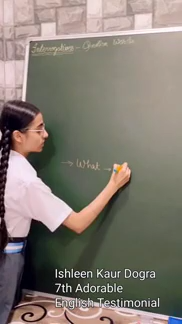 Interrogations - Question Words
→ What →
Ishleen Kaur Dogra
7th Adorable
English Testimonial